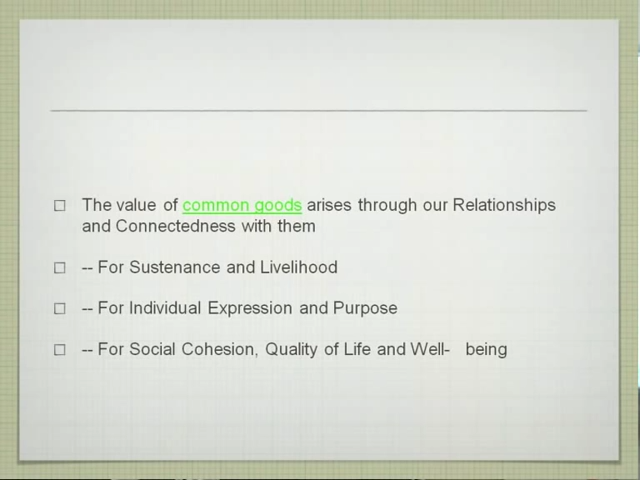 The value of common goods arises through our Relationships
and Connectedness with them
-- For Sustenance and Livelihood
-- For Individual Expression and Purpose
-- For Social Cohesion, Quality of Life and Well- being